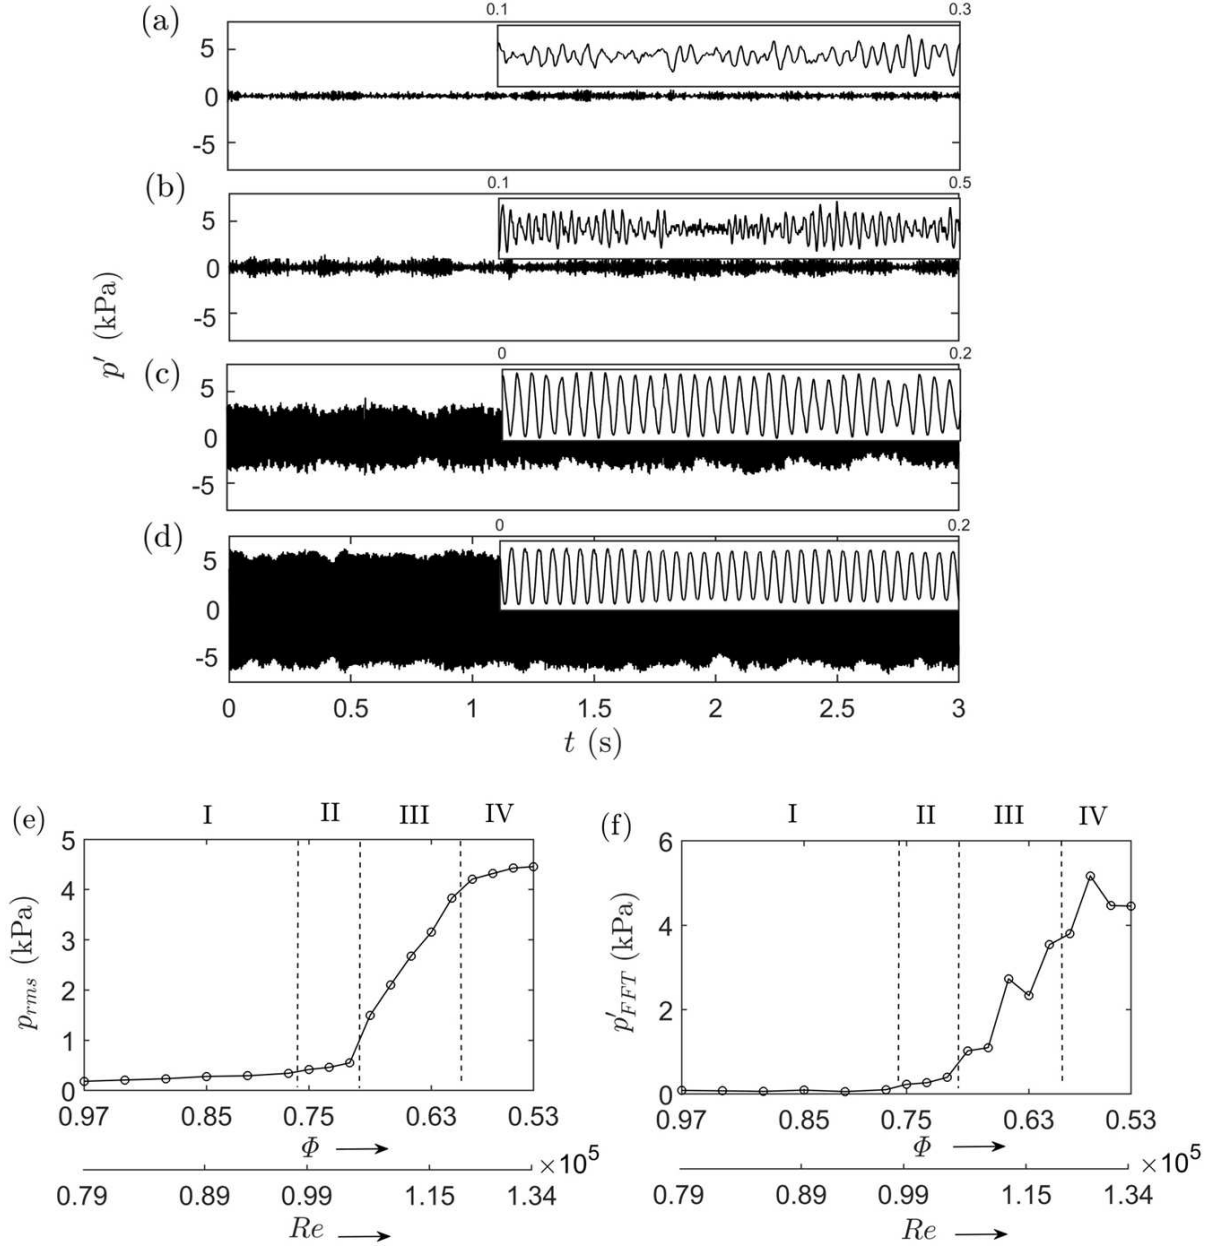 (a) 0.1 0.3
5
0
-5
(b) 0.1 0.5
5
0
-5
p′ (kPa)
(c) 0 0.2
5
0
-5
(d) 0 0.2
5
0
-5
0 0.5 1 1.5 2 2.5 3
t (s)
(e) I II III IV
5
4
3
2
1
0
p_rms (kPa)
0.97 0.85 0.75 0.63 0.53
Φ
×10⁵
0.79 0.89 0.99 1.15 1.34
Re
(f) I II III IV
6
4
2
0
p′_FFT (kPa)
0.97 0.85 0.75 0.63 0.53
Φ
×10⁵
0.79 0.89 0.99 1.15 1.34
Re